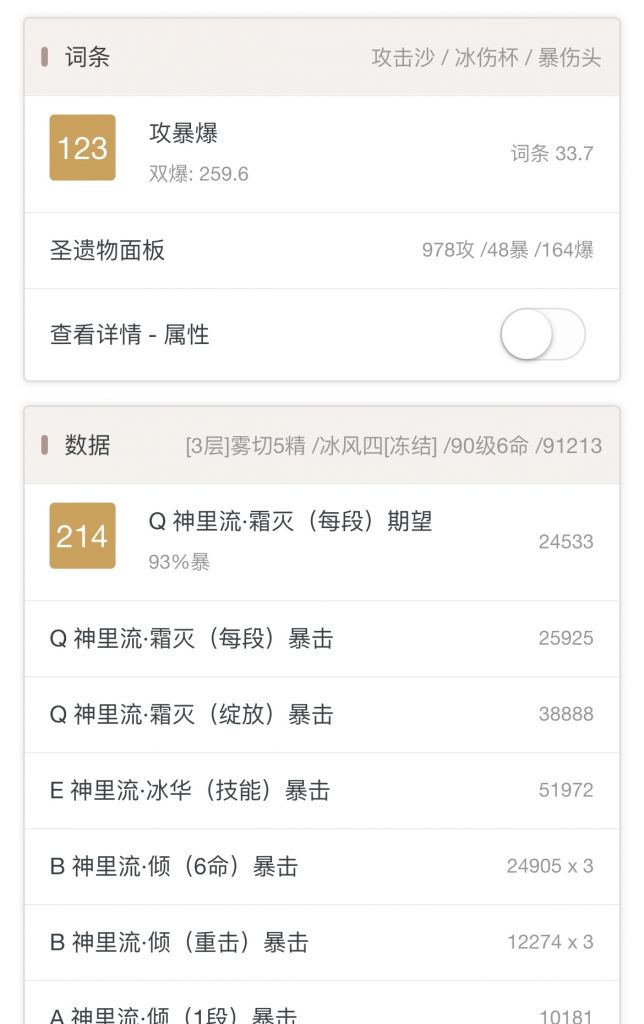 词条 攻击沙 / 冰伤杯 / 暴伤头
123 攻暴爆
双爆: 259.6
词条 33.7
圣遗物面板 978攻 /48暴 /164爆
查看详情 - 属性
数据 [3层]雾切5精 /冰风四[冻结] /90级6命 /91213
214 Q 神里流·霜灭（每段）期望
93%暴
24533
Q 神里流·霜灭（每段）暴击 25925
Q 神里流·霜灭（绽放）暴击 38888
E 神里流·冰华（技能）暴击 51972
B 神里流·倾（6命）暴击 24905 x 3
B 神里流·倾（重击）暴击 12274 x 3
A 神里流·倾（1段）暴击 10181